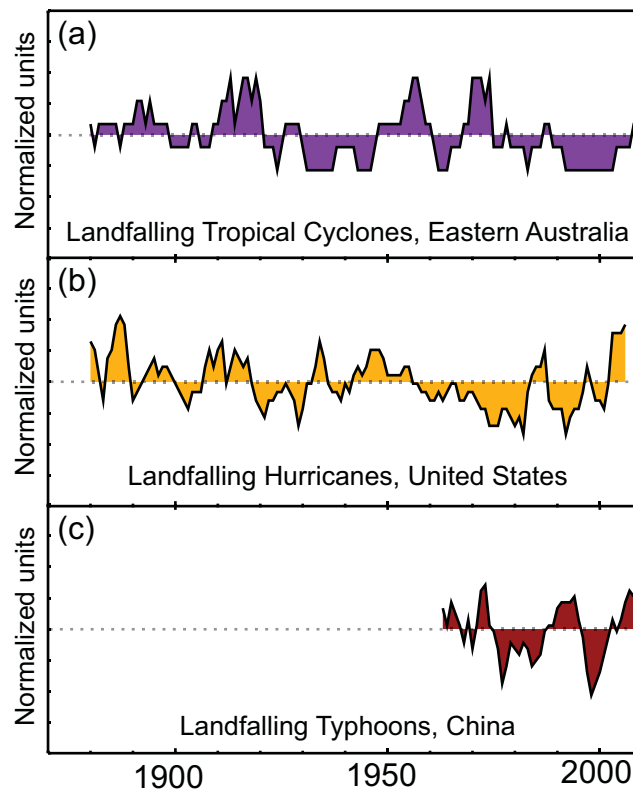 (a)
Normalized units
Landfalling Tropical Cyclones, Eastern Australia
(b)
Normalized units
Landfalling Hurricanes, United States
(c)
Normalized units
Landfalling Typhoons, China
1900 1950 2000